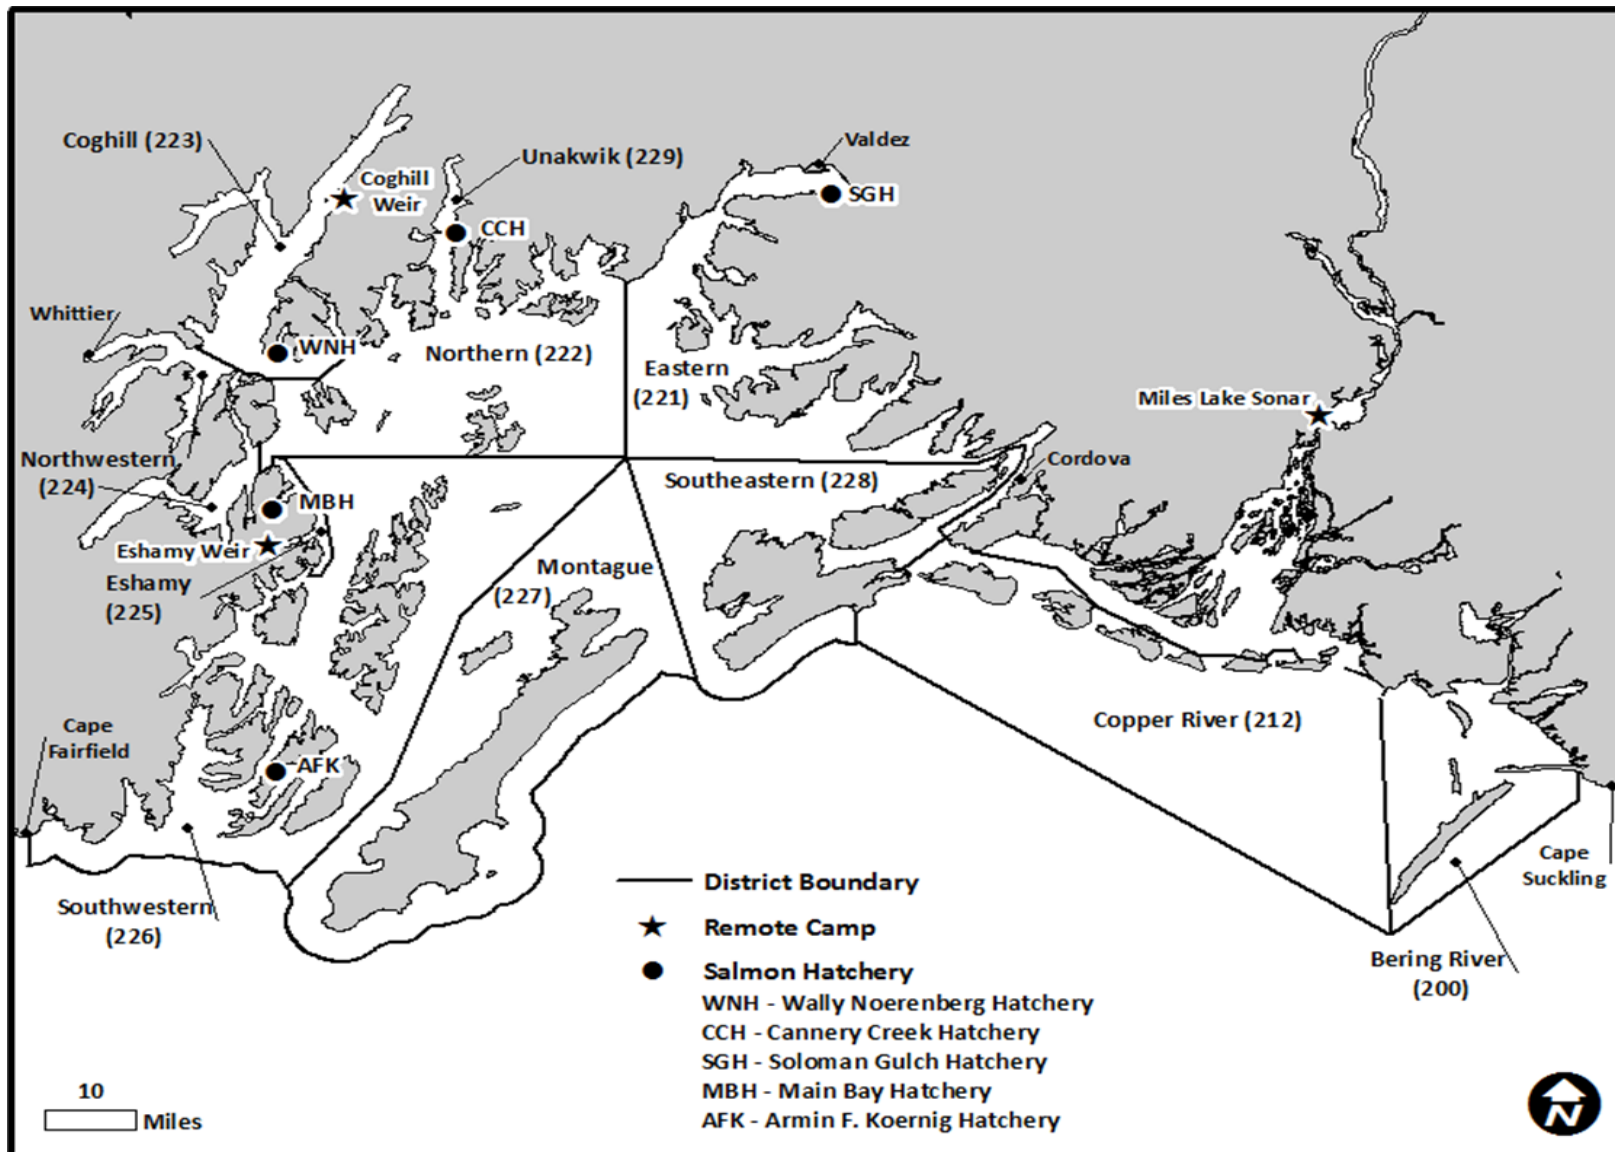 Coghill (223)
Unakwik (229)
Valdez
Coghill
Weir
SGH
CCH
Whittier
WNH
Northern (222)
Eastern
(221)
Miles Lake Sonar
Northwestern
(224)
Cordova
Southeastern (228)
MBH
Eshamy Weir
Eshamy
(225)
Montague
(227)
Copper River (212)
Cape
Fairfield
AFK
Cape
Suckling
Southwestern
(226)
Bering River
(200)
District Boundary
Remote Camp
Salmon Hatchery
WNH - Wally Noerenberg Hatchery
CCH - Cannery Creek Hatchery
SGH - Soloman Gulch Hatchery
MBH - Main Bay Hatchery
AFK - Armin F. Koernig Hatchery
10
Miles
N